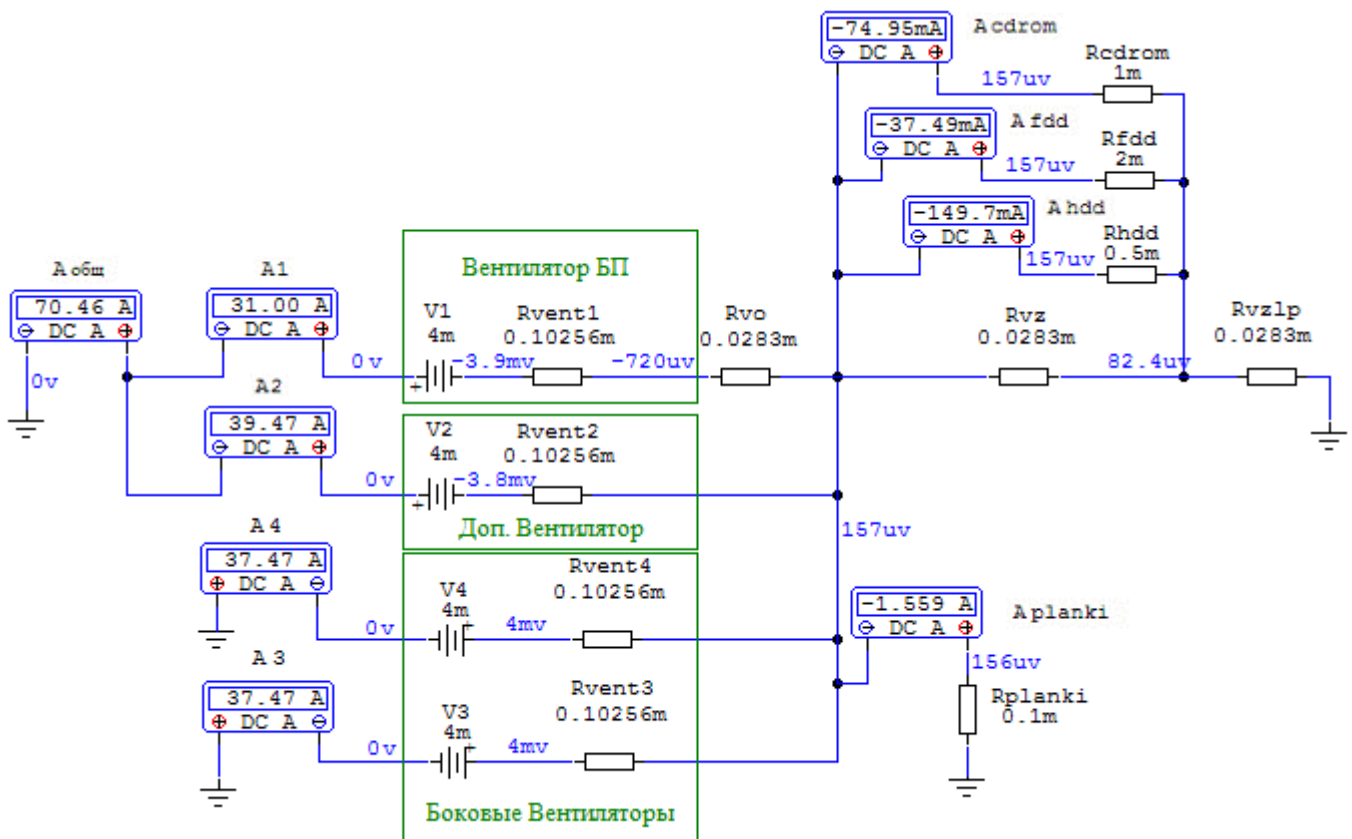 -74.95mA
DC A
A cdrom
157uv
Rcdrom
1m
-37.49mA
DC A
A fdd
157uv
Rfdd
2m
-149.7mA
DC A
A hdd
157uv
Rhdd
0.5m
A общ
70.46 A
DC A
0v
A1
31.00 A
DC A
0v
Вентилятор БП
V1
4m
+
-3.9mv
Rvent1
0.10256m
-720uv
Rvo
0.0283m
Rvz
0.0283m
82.4uv
Rvzlp
0.0283m
A2
39.47 A
DC A
0v
V2
4m
+
-3.8mv
Rvent2
0.10256m
Доп. Вентилятор
157uv
A4
37.47 A
DC A
0v
V4
4m
+
4mv
Rvent4
0.10256m
-1.559 A
DC A
A planki
156uv
Rplanki
0.1m
A3
37.47 A
DC A
0v
V3
4m
+
4mv
Rvent3
0.10256m
Боковые Вентиляторы